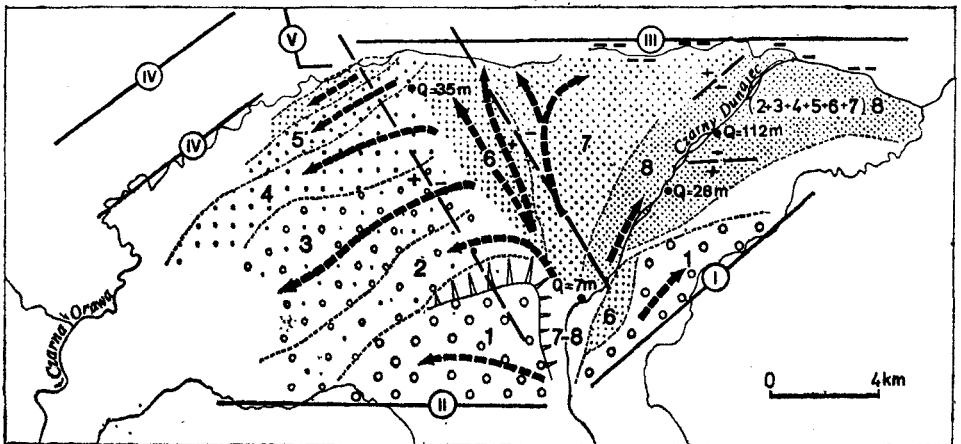 V
III
IV
IV
Q=35m
Czarny Dunajec
(2+3+4+5+6+7) 8
Q=112m
5
6
7
8
4
Q=28m
3
2
1
I
Q=7m
6
1
7-8
Czarna Orawa
II
0 4km